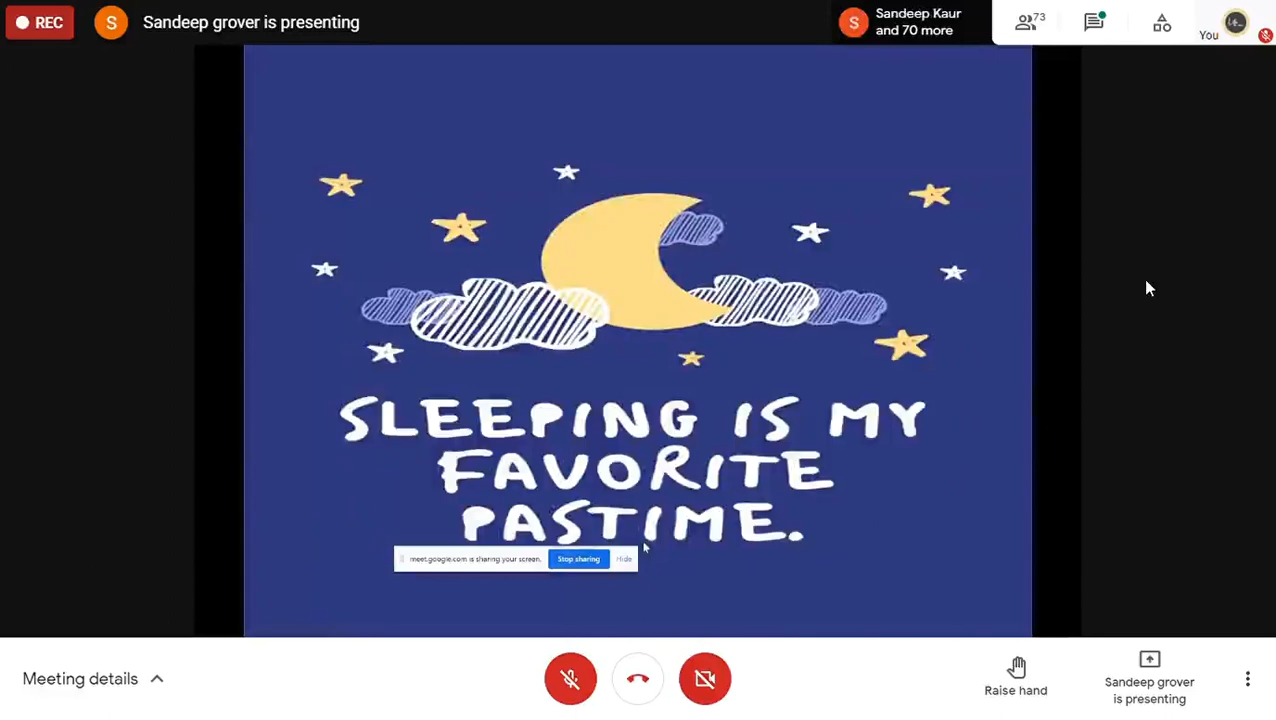 REC
S
Sandeep grover is presenting
S
Sandeep Kaur
and 70 more
73
You
SLEEPING IS MY
FAVORITE
PASTIME.
meet.google.com is sharing your screen.
Stop sharing
Hide
Meeting details
Raise hand
Sandeep grover
is presenting